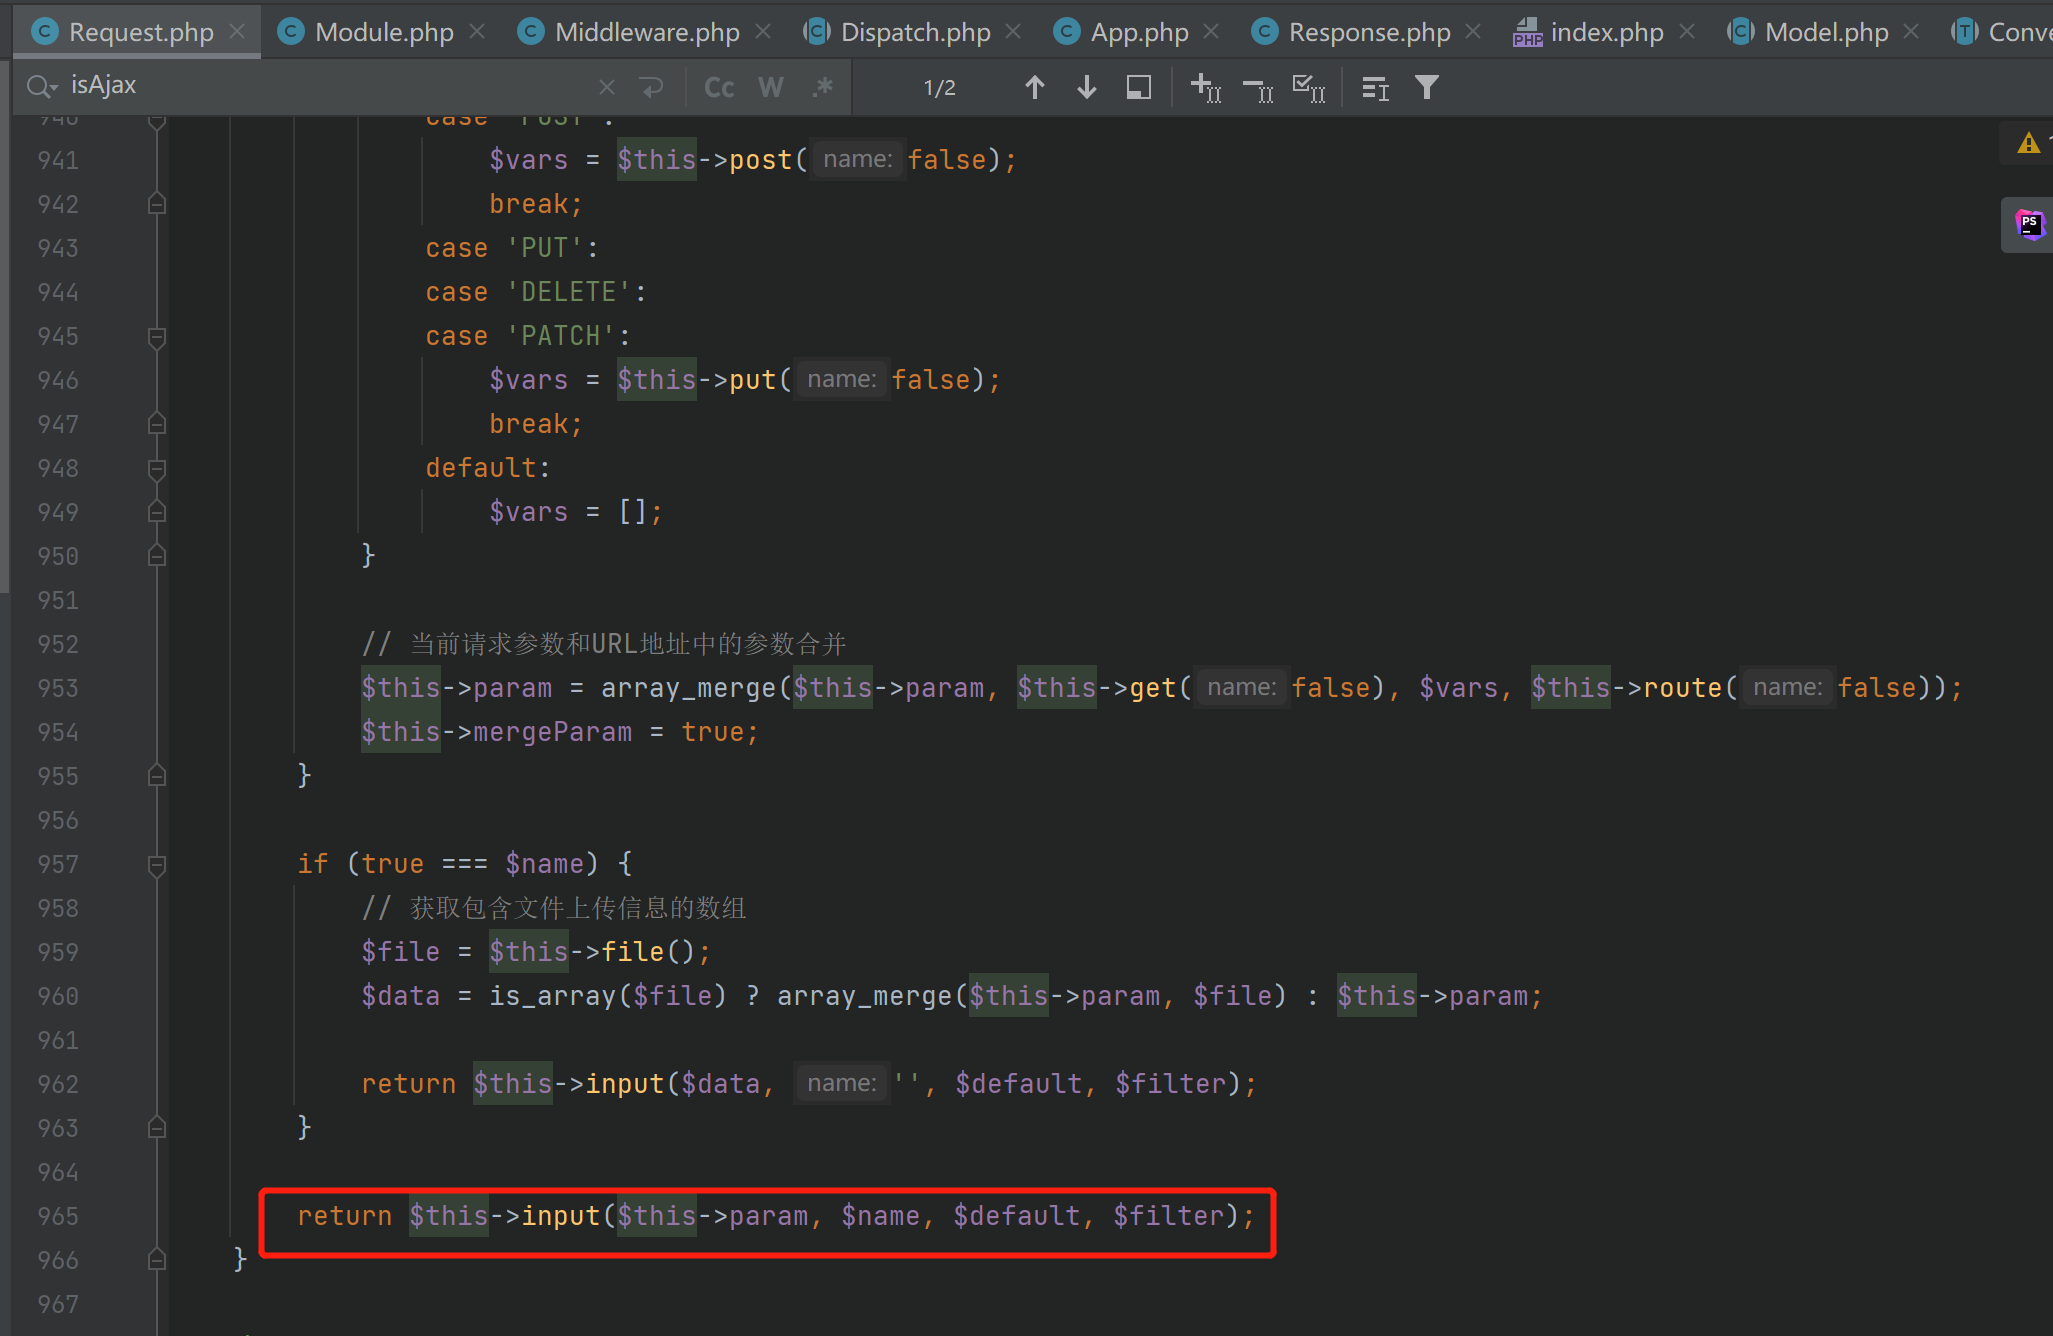 Request.php Module.php Middleware.php Dispatch.php App.php Response.php index.php Model.php Conve
isAjax Cc W .* 1/2
940 case 'POST':
941 $vars = $this->post( name: false);
942 break;
943 case 'PUT':
944 case 'DELETE':
945 case 'PATCH':
946 $vars = $this->put( name: false);
947 break;
948 default:
949 $vars = [];
950 }
951
952 // 当前请求参数和URL地址中的参数合并
953 $this->param = array_merge($this->param, $this->get( name: false), $vars, $this->route( name: false));
954 $this->mergeParam = true;
955 }
956
957 if (true === $name) {
958 // 获取包含文件上传信息的数组
959 $file = $this->file();
960 $data = is_array($file) ? array_merge($this->param, $file) : $this->param;
961
962 return $this->input($data, name: '', $default, $filter);
963 }
964
965 return $this->input($this->param, $name, $default, $filter);
966 }
967